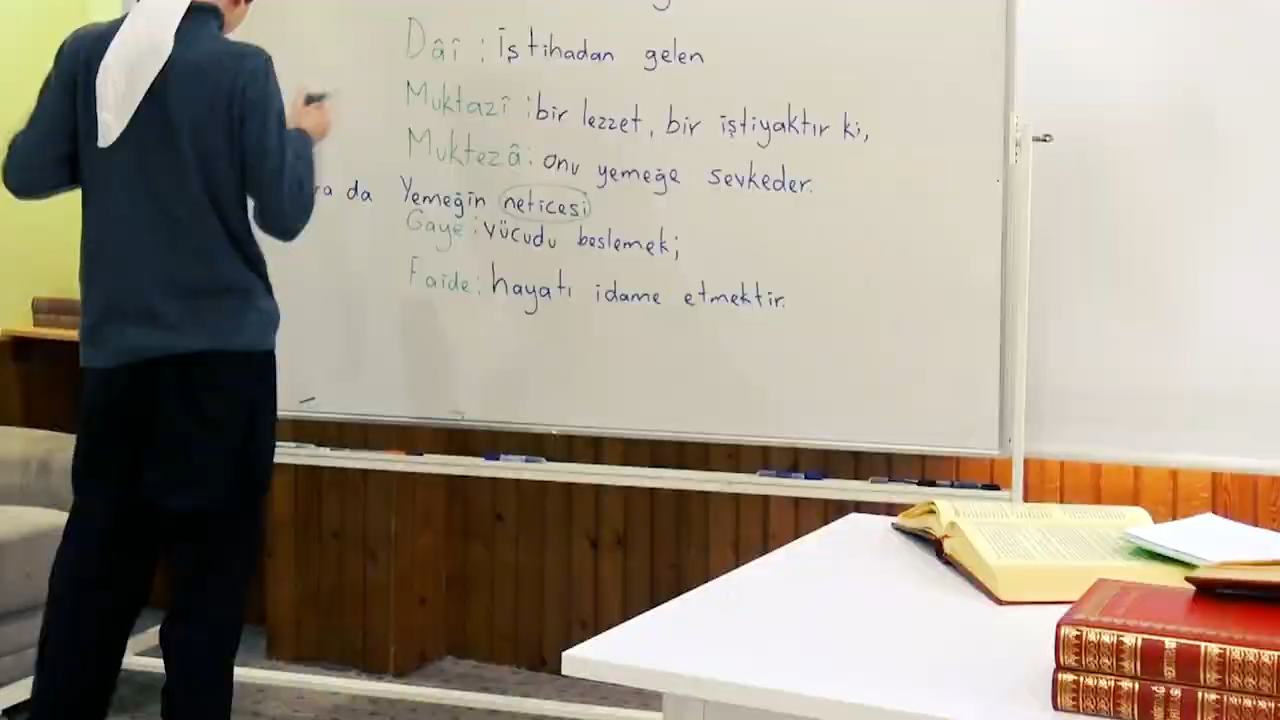 Dâî : İştihadan gelen
Muktazî : bir lezzet, bir iştiyaktır ki,
Muktezâ : onu yemeğe sevkeder.
da Yemeğin neticesi
Gaye : vücudu beslemek;
Faide : hayatı idame etmektir.